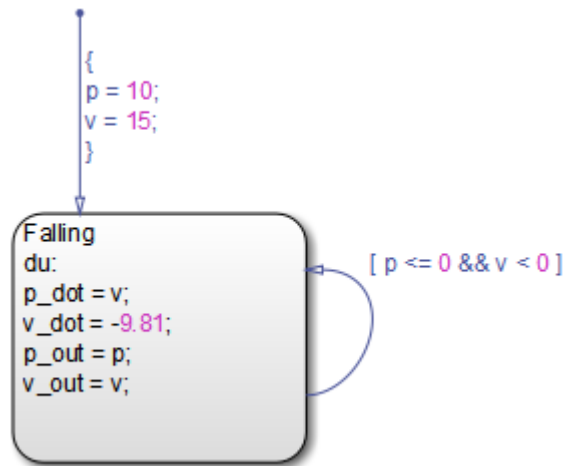 {
p = 10;
v = 15;
}
Falling
du:
p_dot = v;
v_dot = -9.81;
p_out = p;
v_out = v;
[ p <= 0 && v < 0 ]